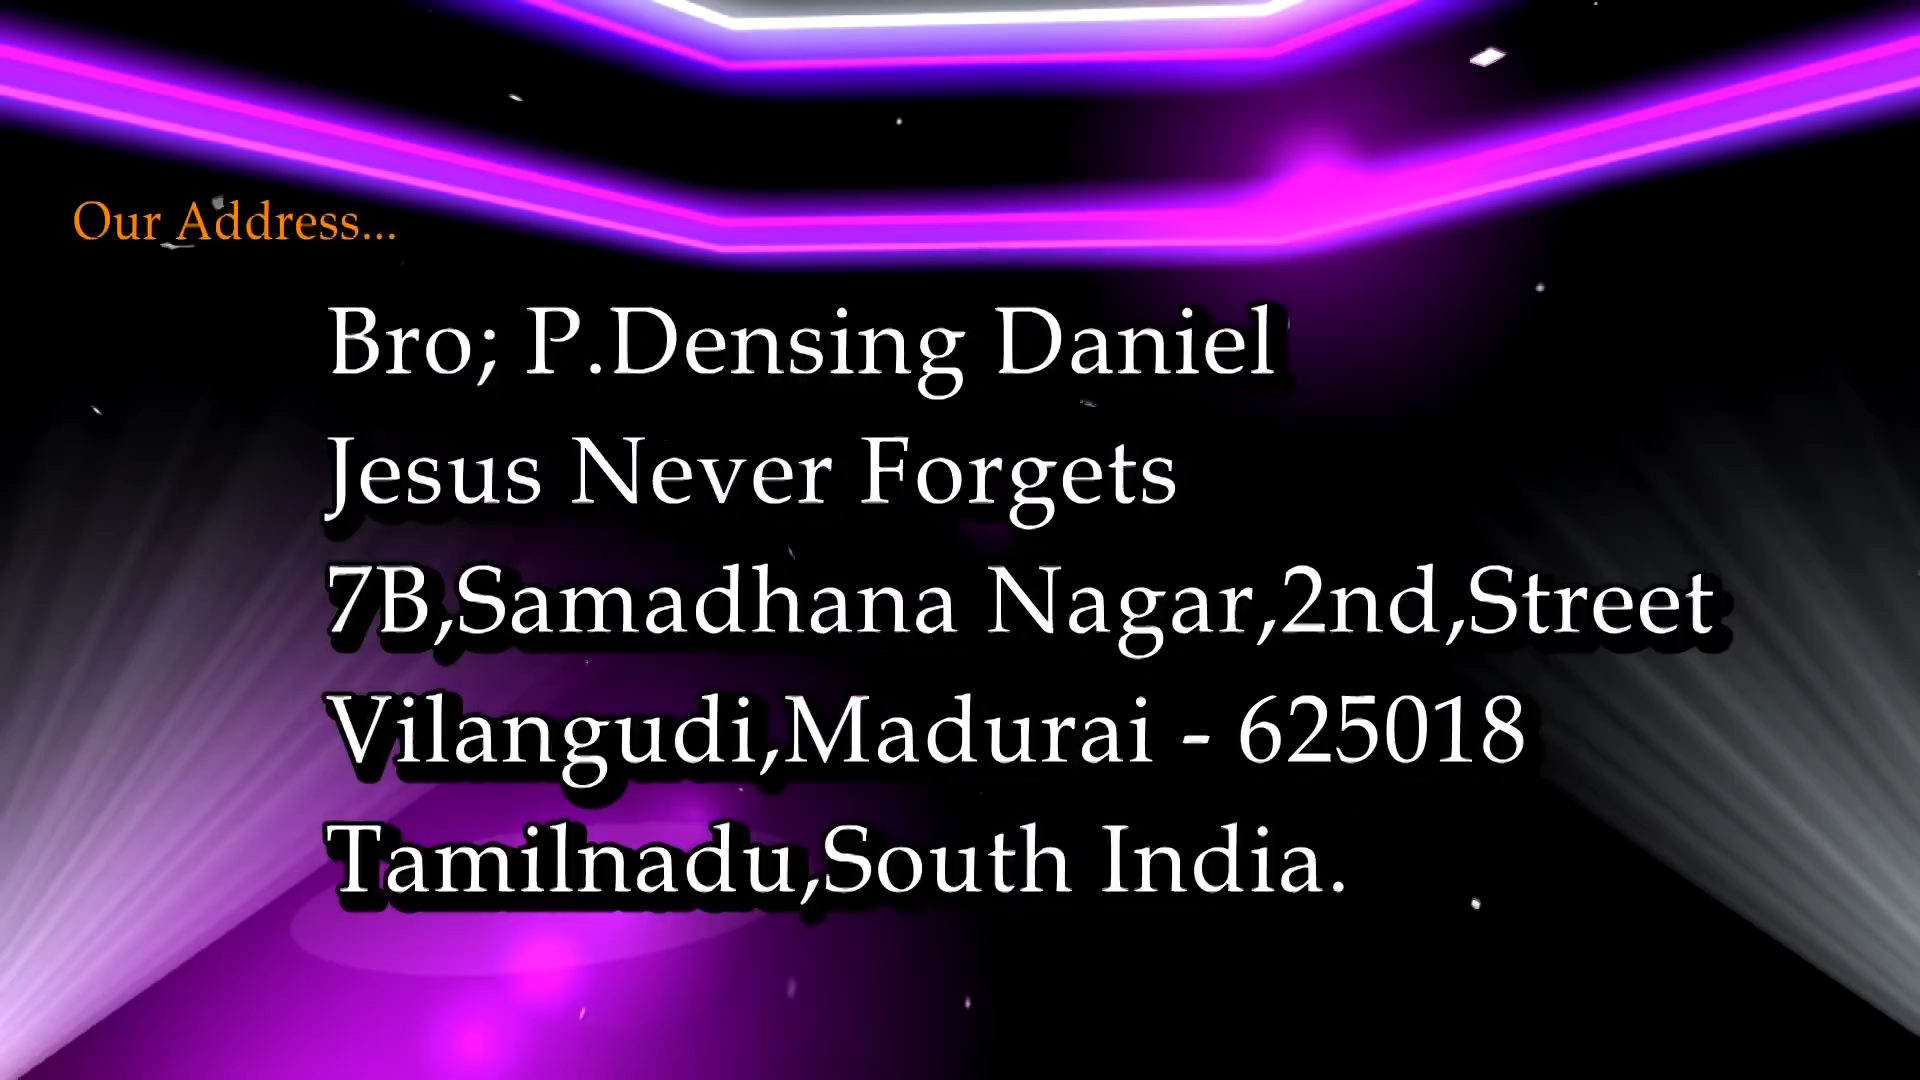 Our Address...
Bro; P.Densing Daniel
Jesus Never Forgets
7B,Samadhana Nagar,2nd,Street
Vilangudi,Madurai - 625018
Tamilnadu,South India.